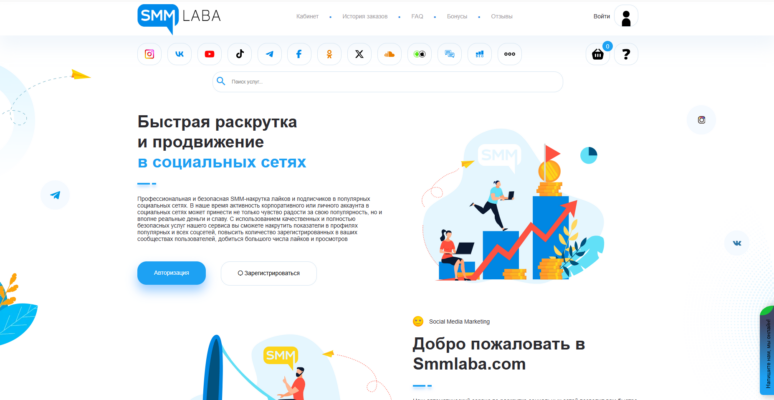 SMM LABA
Кабинет • История заказов • FAQ • Бонусы • Отзывы
Войти
0
?
Поиск услуг...
Быстрая раскрутка
и продвижение
в социальных сетях
Профессиональная и безопасная SMM-накрутка лайков и подписчиков в популярных
социальных сетях. В наше время активность корпоративного или личного аккаунта в
социальных сетях может принести не только чувство радости за свою популярность, но и
вполне реальные деньги и славу. С использованием качественных и полностью
безопасных услуг нашего сервиса вы сможете накрутить показатели в профилях
популярных и всех соцсетей, повысить количество зарегистрированных в ваших
сообществах пользователей, добиться большого числа лайков и просмотров
Авторизация
Зарегистрироваться
SMM
Social Media Marketing
Добро пожаловать в
Smmlaba.com
SMM